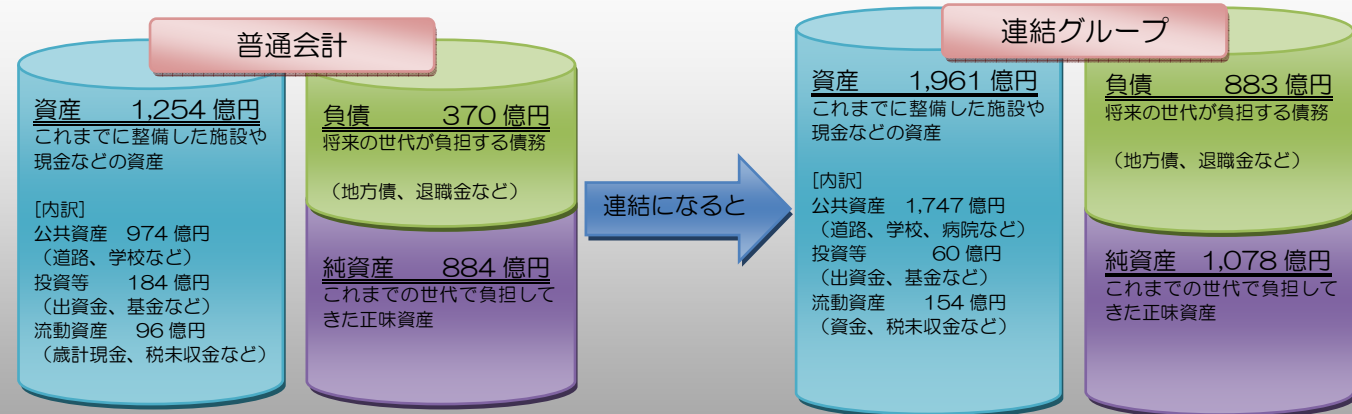 普通会計
資産 1,254 億円
これまでに整備した施設や
現金などの資産
[内訳]
公共資産 974 億円
（道路、学校など）
投資等 184 億円
（出資金、基金など）
流動資産 96 億円
（歳計現金、税未収金など）
負債 370 億円
将来の世代が負担する債務
（地方債、退職金など）
純資産 884 億円
これまでの世代で負担して
きた正味資産
連結になると
連結グループ
資産 1,961 億円
これまでに整備した施設や
現金などの資産
[内訳]
公共資産 1,747 億円
（道路、学校、病院など）
投資等 60 億円
（出資金、基金など）
流動資産 154 億円
（資金、税未収金など）
負債 883 億円
将来の世代が負担する債務
（地方債、退職金など）
純資産 1,078 億円
これまでの世代で負担して
きた正味資産